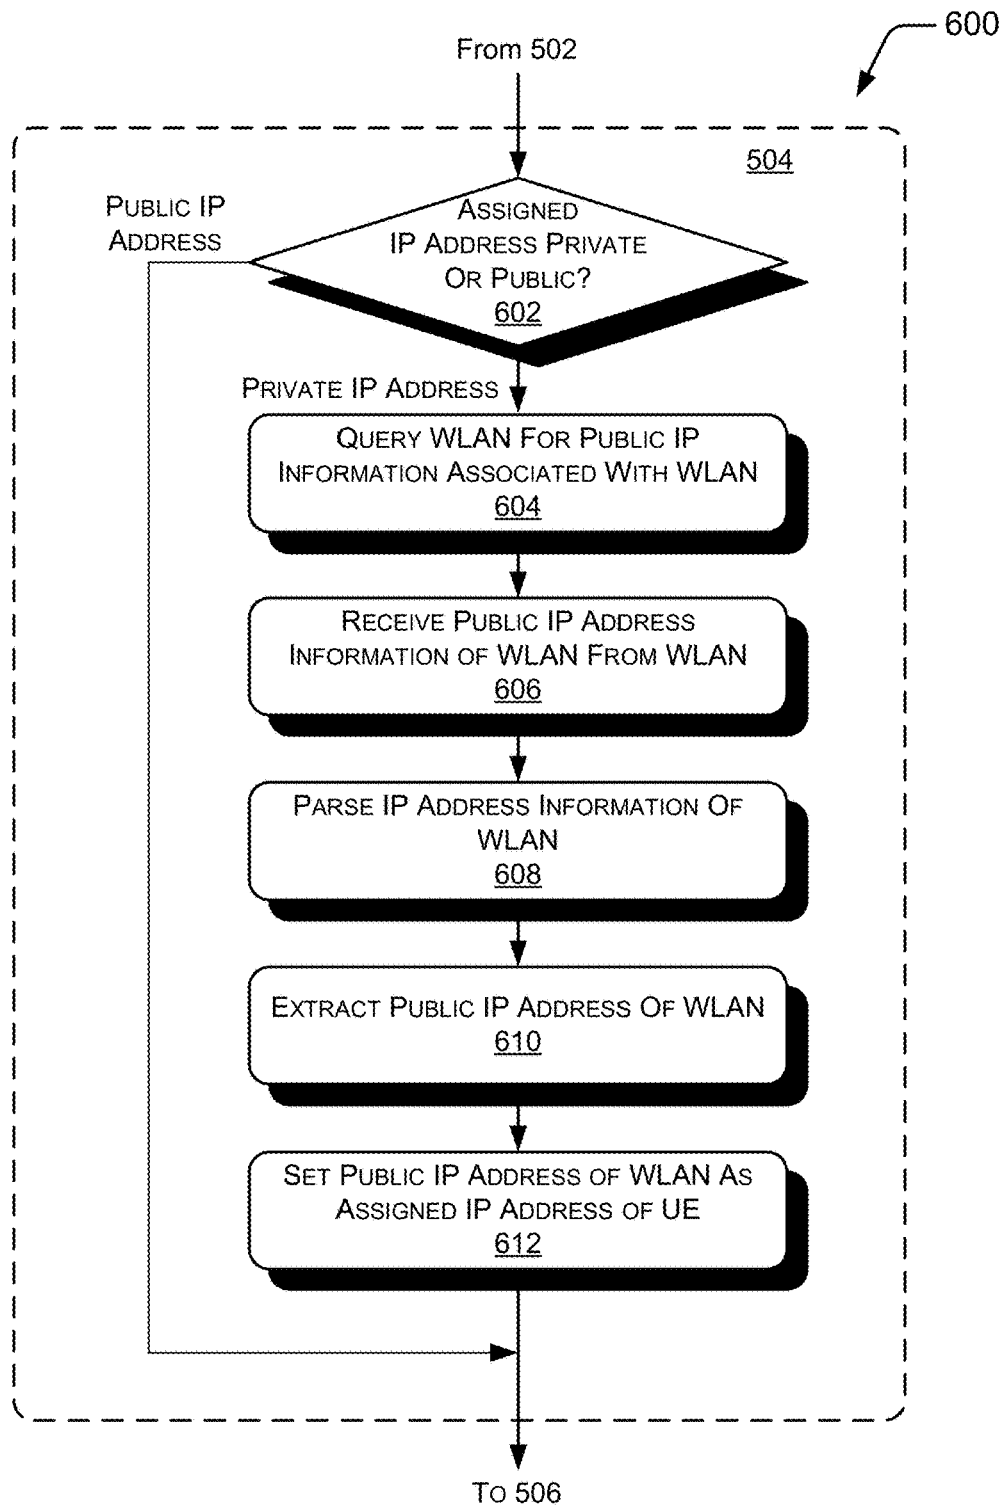 600
From 502
504
PUBLIC IP
ADDRESS
ASSIGNED
IP ADDRESS PRIVATE
OR PUBLIC?
602
PRIVATE IP ADDRESS
QUERY WLAN FOR PUBLIC IP
INFORMATION ASSOCIATED WITH WLAN
604
RECEIVE PUBLIC IP ADDRESS
INFORMATION OF WLAN FROM WLAN
606
PARSE IP ADDRESS INFORMATION OF
WLAN
608
EXTRACT PUBLIC IP ADDRESS OF WLAN
610
SET PUBLIC IP ADDRESS OF WLAN AS
ASSIGNED IP ADDRESS OF UE
612
TO 506